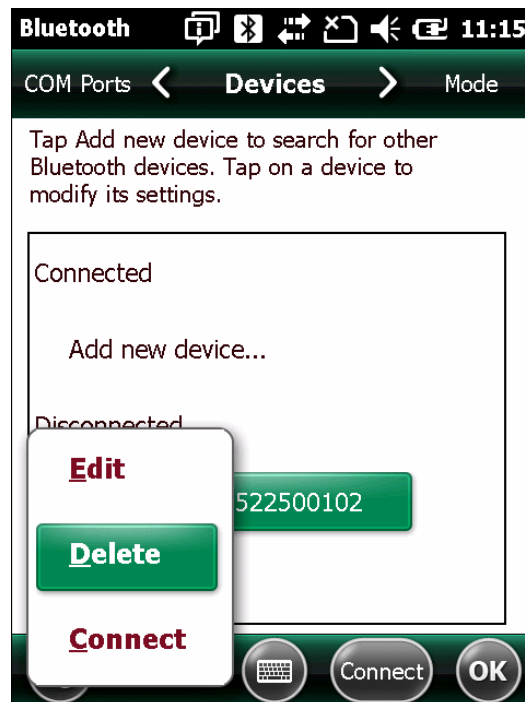 Bluetooth 11:15
COM Ports Devices Mode
Tap Add new device to search for other
Bluetooth devices. Tap on a device to
modify its settings.
Connected
Add new device...
Disconnected
522500102
Edit
Delete
Connect
Connect OK